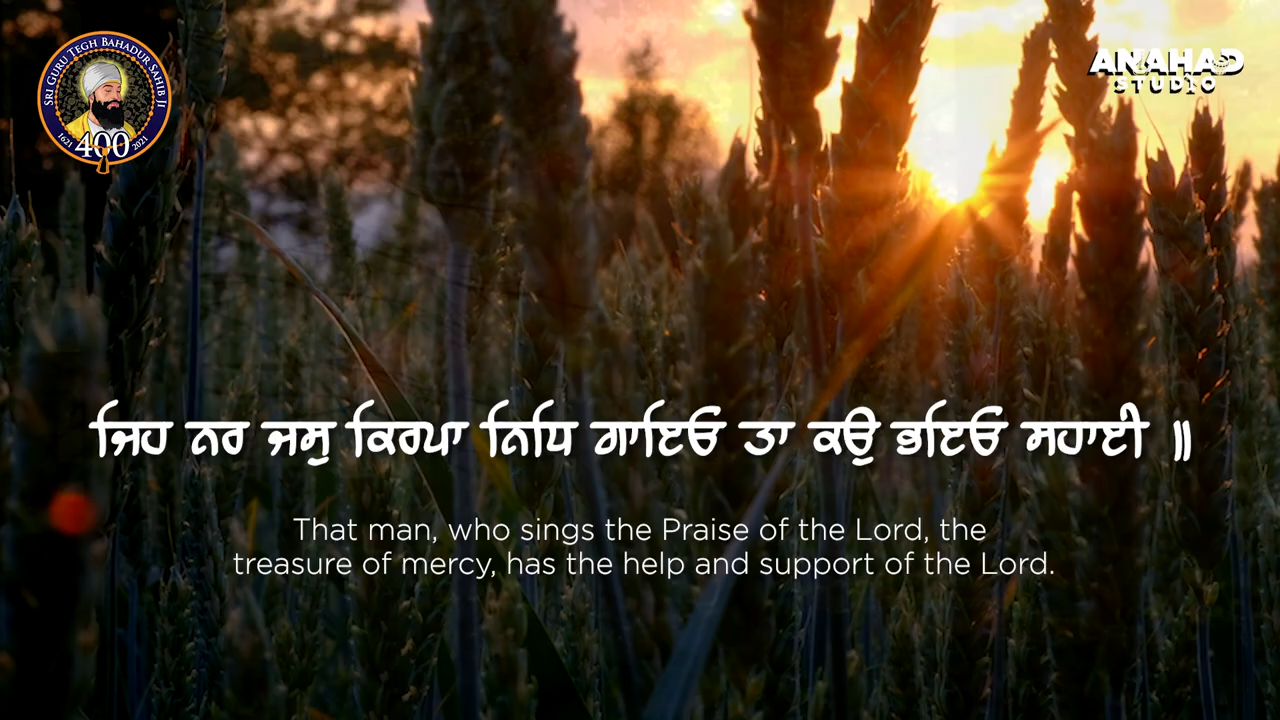 SRI GURU TEGH BAHADUR SAHIB JI
1621 400 2021
ANAHAD
STUDIO
ਜਿਹ ਨਰ ਜਸੁ ਕਿਰਪਾ ਨਿਧਿ ਗਾਇਓ ਤਾ ਕਉ ਭਇਓ ਸਹਾਈ ॥
That man, who sings the Praise of the Lord, the
treasure of mercy, has the help and support of the Lord.